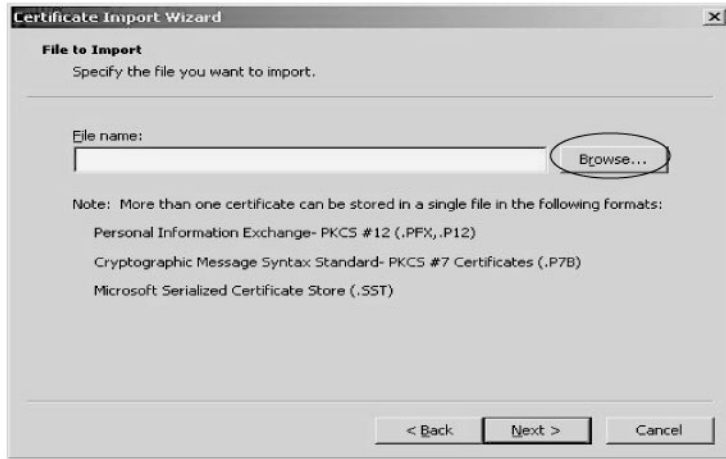 Certificate Import Wizard
File to Import
Specify the file you want to import.
File name:
Browse...
Note: More than one certificate can be stored in a single file in the following formats:
Personal Information Exchange- PKCS #12 (.PFX,.P12)
Cryptographic Message Syntax Standard- PKCS #7 Certificates (.P7B)
Microsoft Serialized Certificate Store (.SST)
< Back Next > Cancel